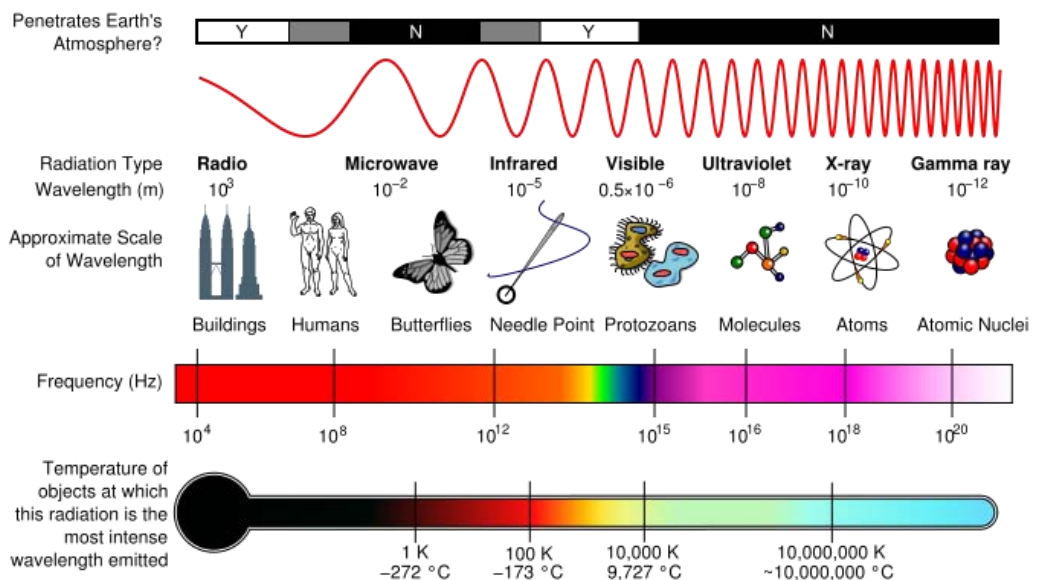 Penetrates Earth's
Atmosphere?
Y N Y N
Radiation Type
Radio Microwave Infrared Visible Ultraviolet X-ray Gamma ray
Wavelength (m)
10³ 10⁻² 10⁻⁵ 0.5×10⁻⁶ 10⁻⁸ 10⁻¹⁰ 10⁻¹²
Approximate Scale
of Wavelength
Buildings Humans Butterflies Needle Point Protozoans Molecules Atoms Atomic Nuclei
Frequency (Hz)
10⁴ 10⁸ 10¹² 10¹⁵ 10¹⁶ 10¹⁸ 10²⁰
Temperature of
objects at which
this radiation is the
most intense
wavelength emitted
1 K 100 K 10,000 K 10,000,000 K
−272 °C −173 °C 9,727 °C ~10,000,000 °C